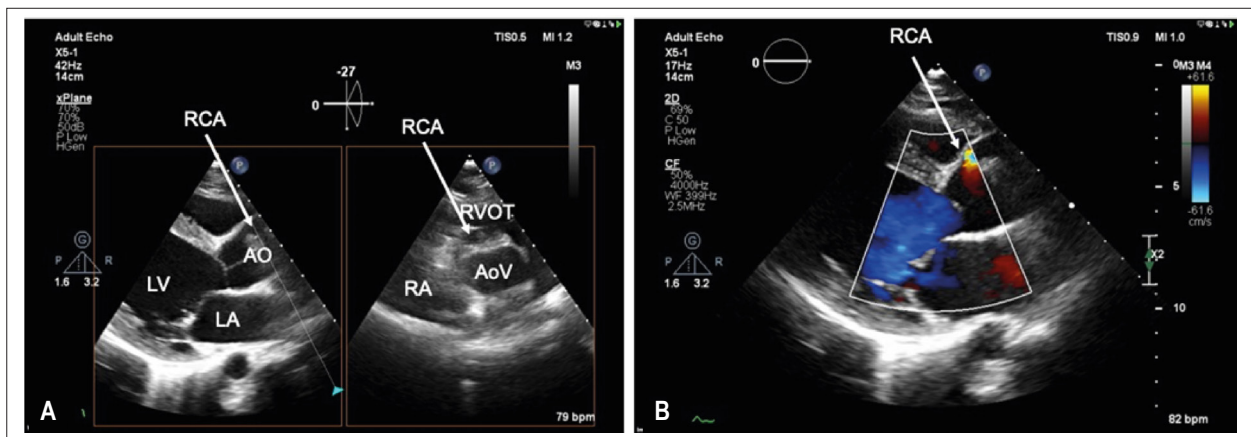 Adult Echo
X5-1
42Hz
14cm
xPlane
70%
70%
50dB
P Low
HGen
TIS0.5 MI 1.2
M3
-27
0
RCA
RCA
P
P
RVOT
AO
AoV
LV
RA
LA
G
P R
1.6 3.2
A
79 bpm
Adult Echo
X5-1
17Hz
14cm
2D
69%
C 50
P Low
HGen
CF
50%
4000Hz
WF 399Hz
2.5MHz
0
RCA
P
TIS0.9 MI 1.0
0
M3 M4
+61.6
-61.6
cm/s
5
X2
10
G
P R
1.6 3.2
B
82 bpm